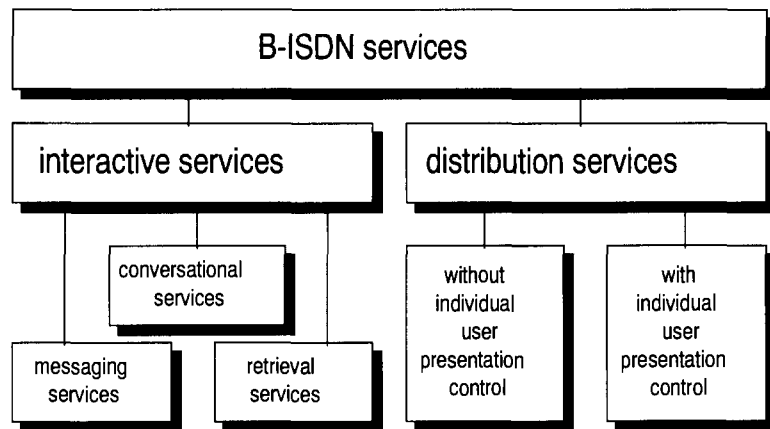 B-ISDN services
interactive services
distribution services
conversational
services
messaging
services
retrieval
services
without
individual
user
presentation
control
with
individual
user
presentation
control